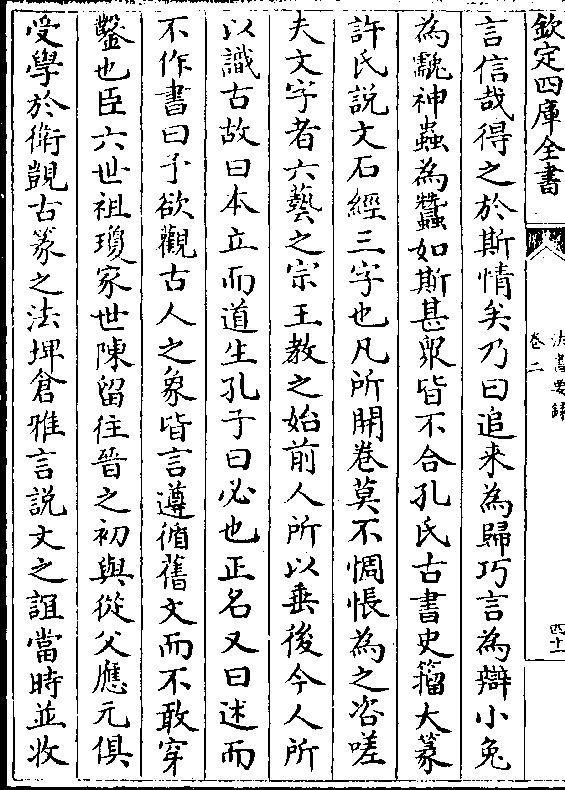 欽定四庫全書
法書要錄
卷二
四十
言信哉得之於斯情矣乃曰追来為歸巧言為辯小兔
為䨲神蟲為蠶如斯甚衆皆不合孔氏古書史籀大篆
許氏説文石經三字也凡所開卷莫不惆悵為之咨嗟
夫文字者六藝之宗王教之始前人所以垂後今人所
以識古故曰本立而道生孔子曰必也正名又曰述而
不作書曰予欲觀古人之象皆言遵循舊文而不敢穿
鑿也臣六世祖瓊家世陳留往晉之初與從父應元俱
受學於衛覬古篆之法埤倉雅言説文之誼當時並收